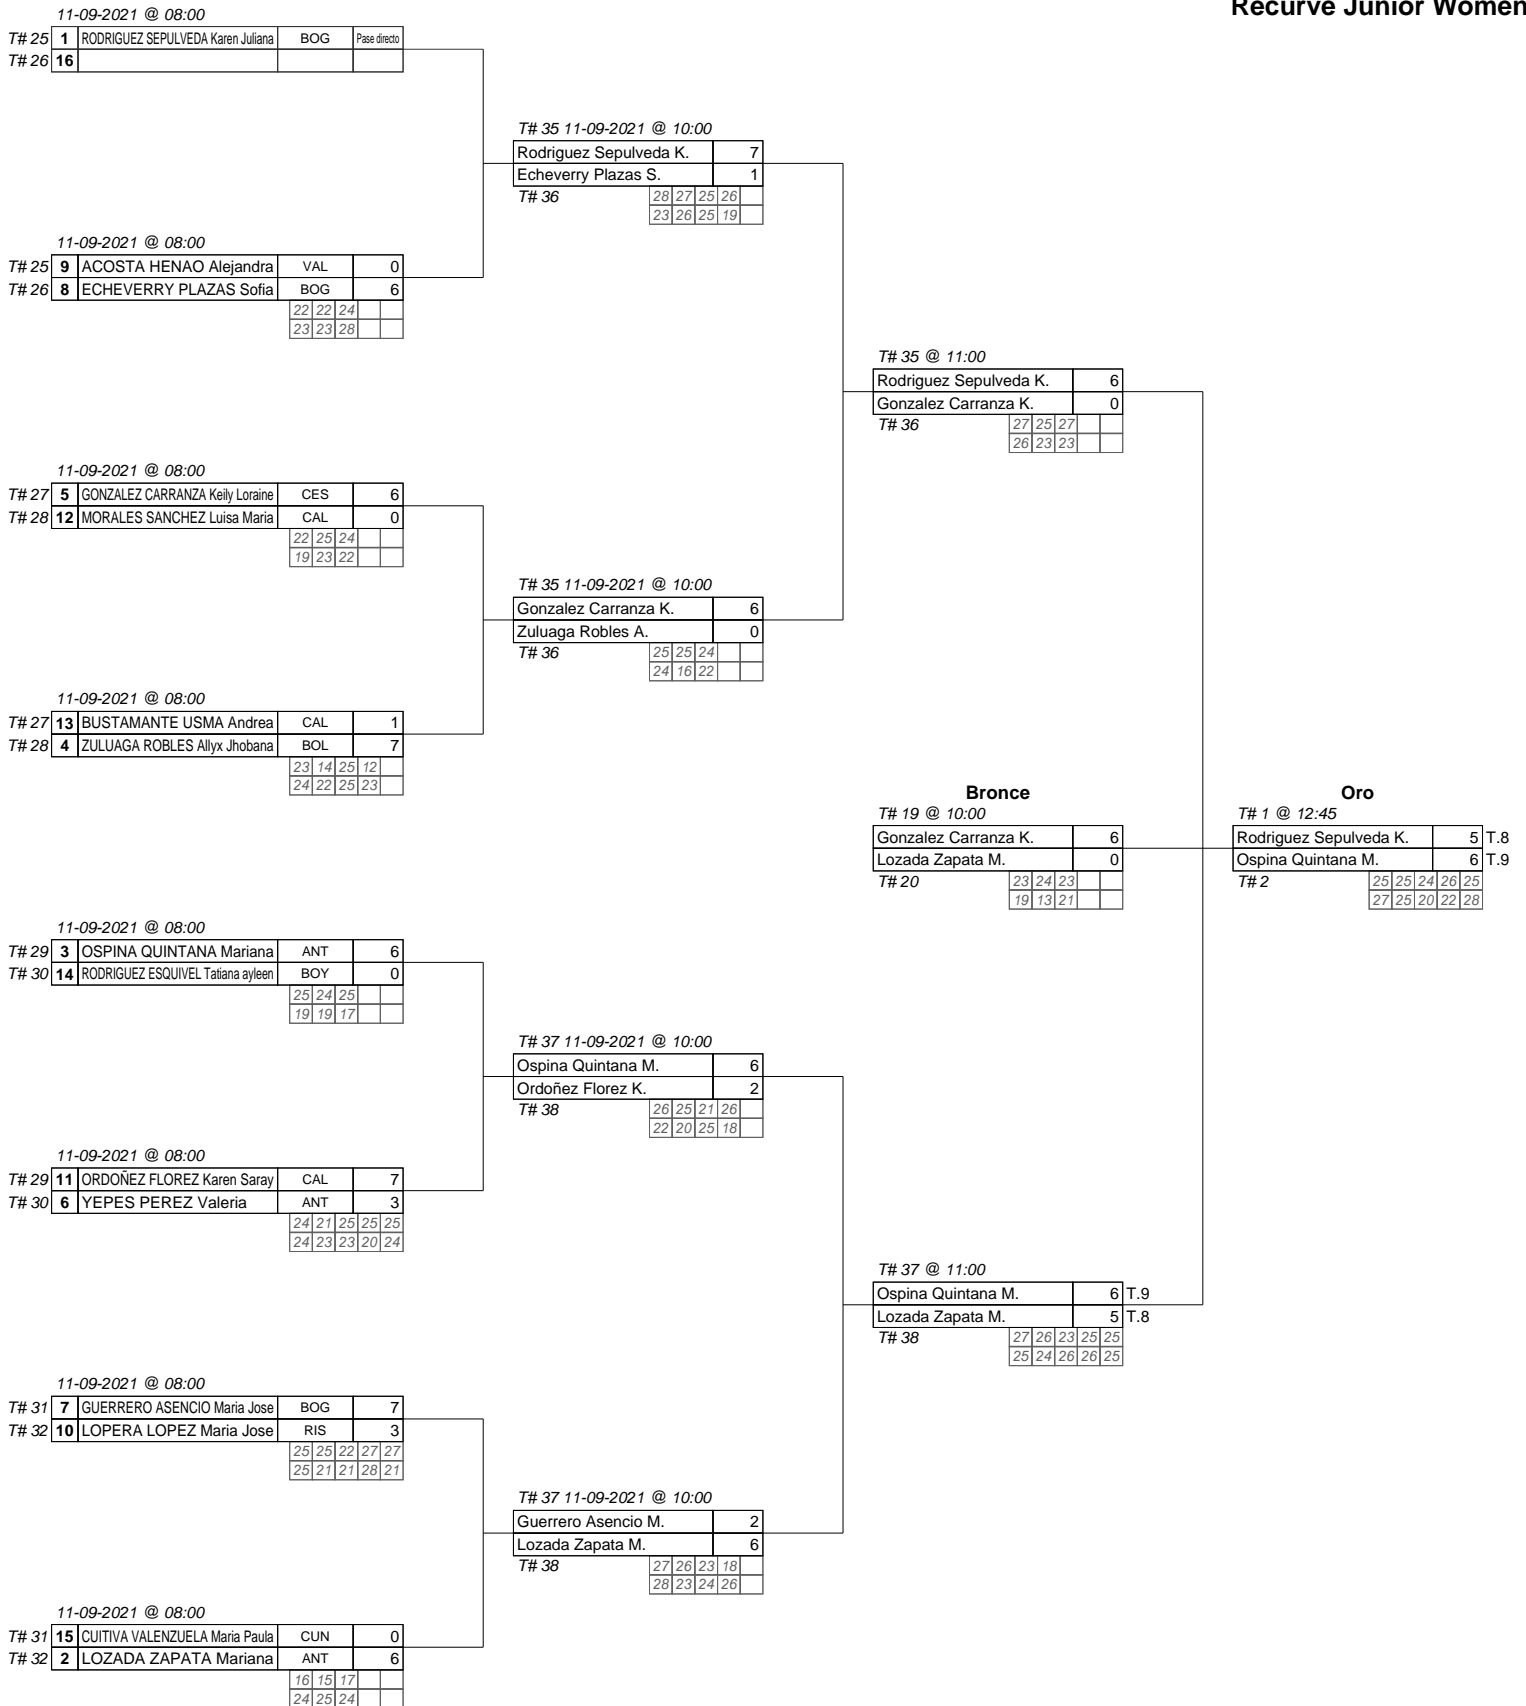 Recurve Junior Women
11-09-2021 @ 08:00
T# 25 1 RODRIGUEZ SEPULVEDA Karen Juliana BOG Pase directo
T# 26 16
T# 35 11-09-2021 @ 10:00
Rodriguez Sepulveda K. 7
Echeverry Plazas S. 1
T# 36 28 27 25 26
23 26 25 19
11-09-2021 @ 08:00
T# 25 9 ACOSTA HENAO Alejandra VAL 0
T# 26 8 ECHEVERRY PLAZAS Sofia BOG 6
22 22 24
23 23 28
T# 35 @ 11:00
Rodriguez Sepulveda K. 6
Gonzalez Carranza K. 0
T# 36 27 25 27
26 23 23
11-09-2021 @ 08:00
T# 27 5 GONZALEZ CARRANZA Keily Loraine CES 6
T# 28 12 MORALES SANCHEZ Luisa Maria CAL 0
22 25 24
19 23 22
T# 35 11-09-2021 @ 10:00
Gonzalez Carranza K. 6
Zuluaga Robles A. 0
T# 36 25 25 24
24 16 22
11-09-2021 @ 08:00
T# 27 13 BUSTAMANTE USMA Andrea CAL 1
T# 28 4 ZULUAGA ROBLES Allyx Jhobana BOL 7
23 14 25 12
24 22 25 23
Bronce
T# 19 @ 10:00
Gonzalez Carranza K. 6
Lozada Zapata M. 0
T# 20 23 24 23
19 13 21
Oro
T# 1 @ 12:45
Rodriguez Sepulveda K. 5 T.8
Ospina Quintana M. 6 T.9
T# 2 25 25 24 26 25
27 25 20 22 28
11-09-2021 @ 08:00
T# 29 3 OSPINA QUINTANA Mariana ANT 6
T# 30 14 RODRIGUEZ ESQUIVEL Tatiana ayleen BOY 0
25 24 25
19 19 17
T# 37 11-09-2021 @ 10:00
Ospina Quintana M. 6
Ordoñez Florez K. 2
T# 38 26 25 21 26
22 20 25 18
11-09-2021 @ 08:00
T# 29 11 ORDOÑEZ FLOREZ Karen Saray CAL 7
T# 30 6 YEPES PEREZ Valeria ANT 3
24 21 25 25 25
24 23 23 20 24
T# 37 @ 11:00
Ospina Quintana M. 6 T.9
Lozada Zapata M. 5 T.8
T# 38 27 26 23 25 25
25 24 26 26 25
11-09-2021 @ 08:00
T# 31 7 GUERRERO ASENCIO Maria Jose BOG 7
T# 32 10 LOPERA LOPEZ Maria Jose RIS 3
25 25 22 27 27
25 21 21 28 21
T# 37 11-09-2021 @ 10:00
Guerrero Asencio M. 2
Lozada Zapata M. 6
T# 38 27 26 23 18
28 23 24 26
11-09-2021 @ 08:00
T# 31 15 CUITIVA VALENZUELA Maria Paula CUN 0
T# 32 2 LOZADA ZAPATA Mariana ANT 6
16 15 17
24 25 24